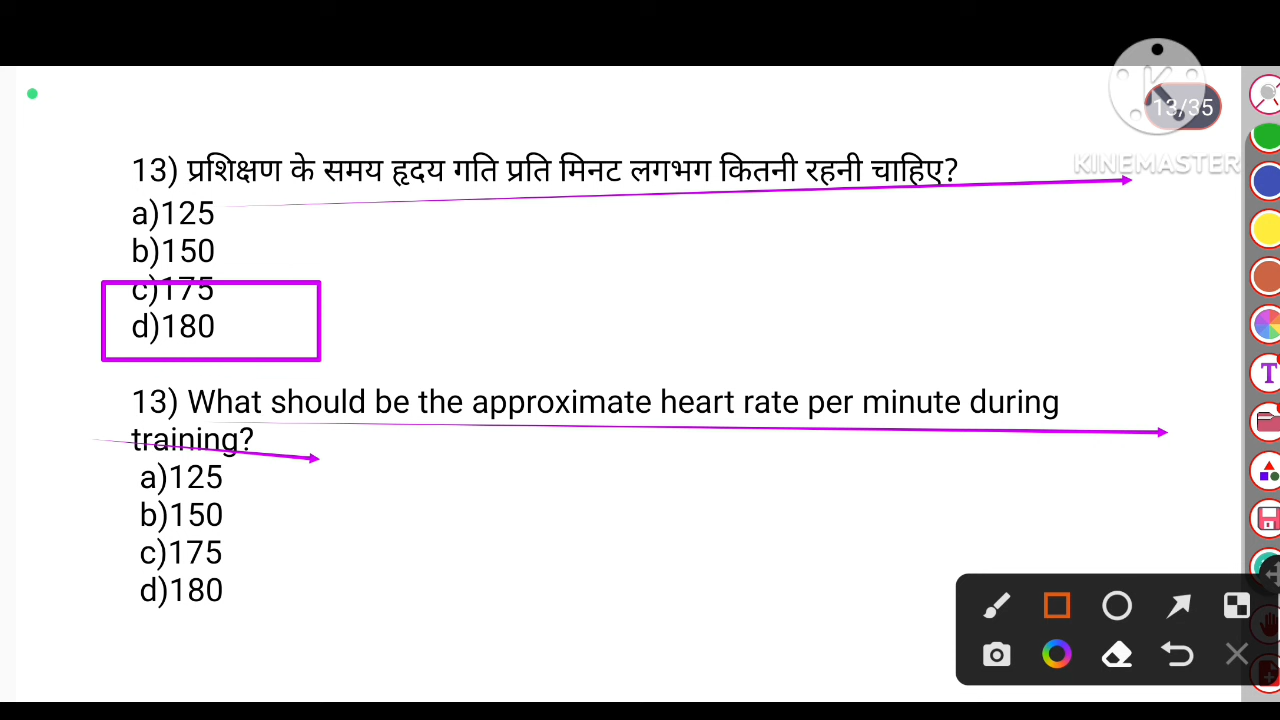 13/35
KINEMASTER
13) प्रशिक्षण के समय हृदय गति प्रति मिनट लगभग कितनी रहनी चाहिए?
a)125
b)150
c)175
d)180
13) What should be the approximate heart rate per minute during
training?
a)125
b)150
c)175
d)180
T